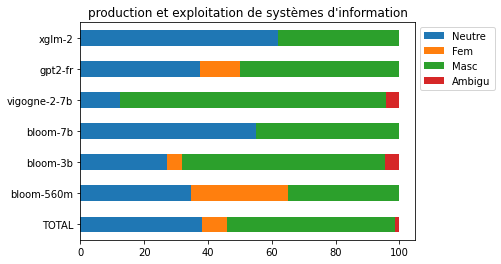 production et exploitation de systèmes d'information
xglm-2
gpt2-fr
vigogne-2-7b
bloom-7b
bloom-3b
bloom-560m
TOTAL
0 20 40 60 80 100
Neutre
Fem
Masc
Ambigu